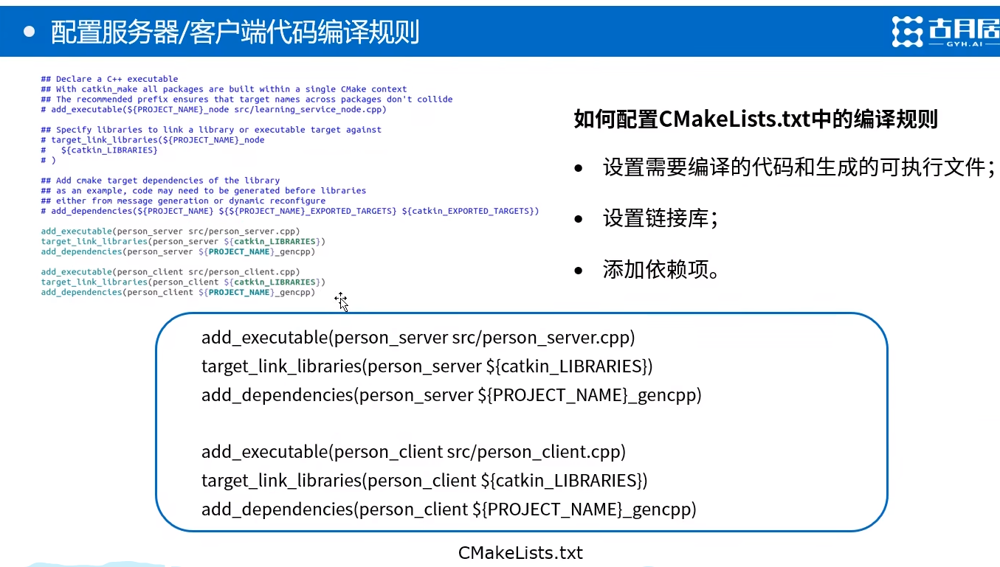 配置服务器/客户端代码编译规则
古月居
GYH.AI
## Declare a C++ executable
## With catkin_make all packages are built within a single CMake context
## The recommended prefix ensures that target names across packages don't collide
# add_executable(${PROJECT_NAME}_node src/learning_service_node.cpp)
## Specify libraries to link a library or executable target against
# target_link_libraries(${PROJECT_NAME}_node
#   ${catkin_LIBRARIES}
# )
## Add cmake target dependencies of the library
## as an example, code may need to be generated before libraries
## either from message generation or dynamic reconfigure
# add_dependencies(${PROJECT_NAME} ${${PROJECT_NAME}_EXPORTED_TARGETS} ${catkin_EXPORTED_TARGETS})
add_executable(person_server src/person_server.cpp)
target_link_libraries(person_server ${catkin_LIBRARIES})
add_dependencies(person_server ${PROJECT_NAME}_gencpp)
add_executable(person_client src/person_client.cpp)
target_link_libraries(person_client ${catkin_LIBRARIES})
add_dependencies(person_client ${PROJECT_NAME}_gencpp)
如何配置CMakeLists.txt中的编译规则
• 设置需要编译的代码和生成的可执行文件；
• 设置链接库；
• 添加依赖项。
add_executable(person_server src/person_server.cpp)
target_link_libraries(person_server ${catkin_LIBRARIES})
add_dependencies(person_server ${PROJECT_NAME}_gencpp)
add_executable(person_client src/person_client.cpp)
target_link_libraries(person_client ${catkin_LIBRARIES})
add_dependencies(person_client ${PROJECT_NAME}_gencpp)
CMakeLists.txt